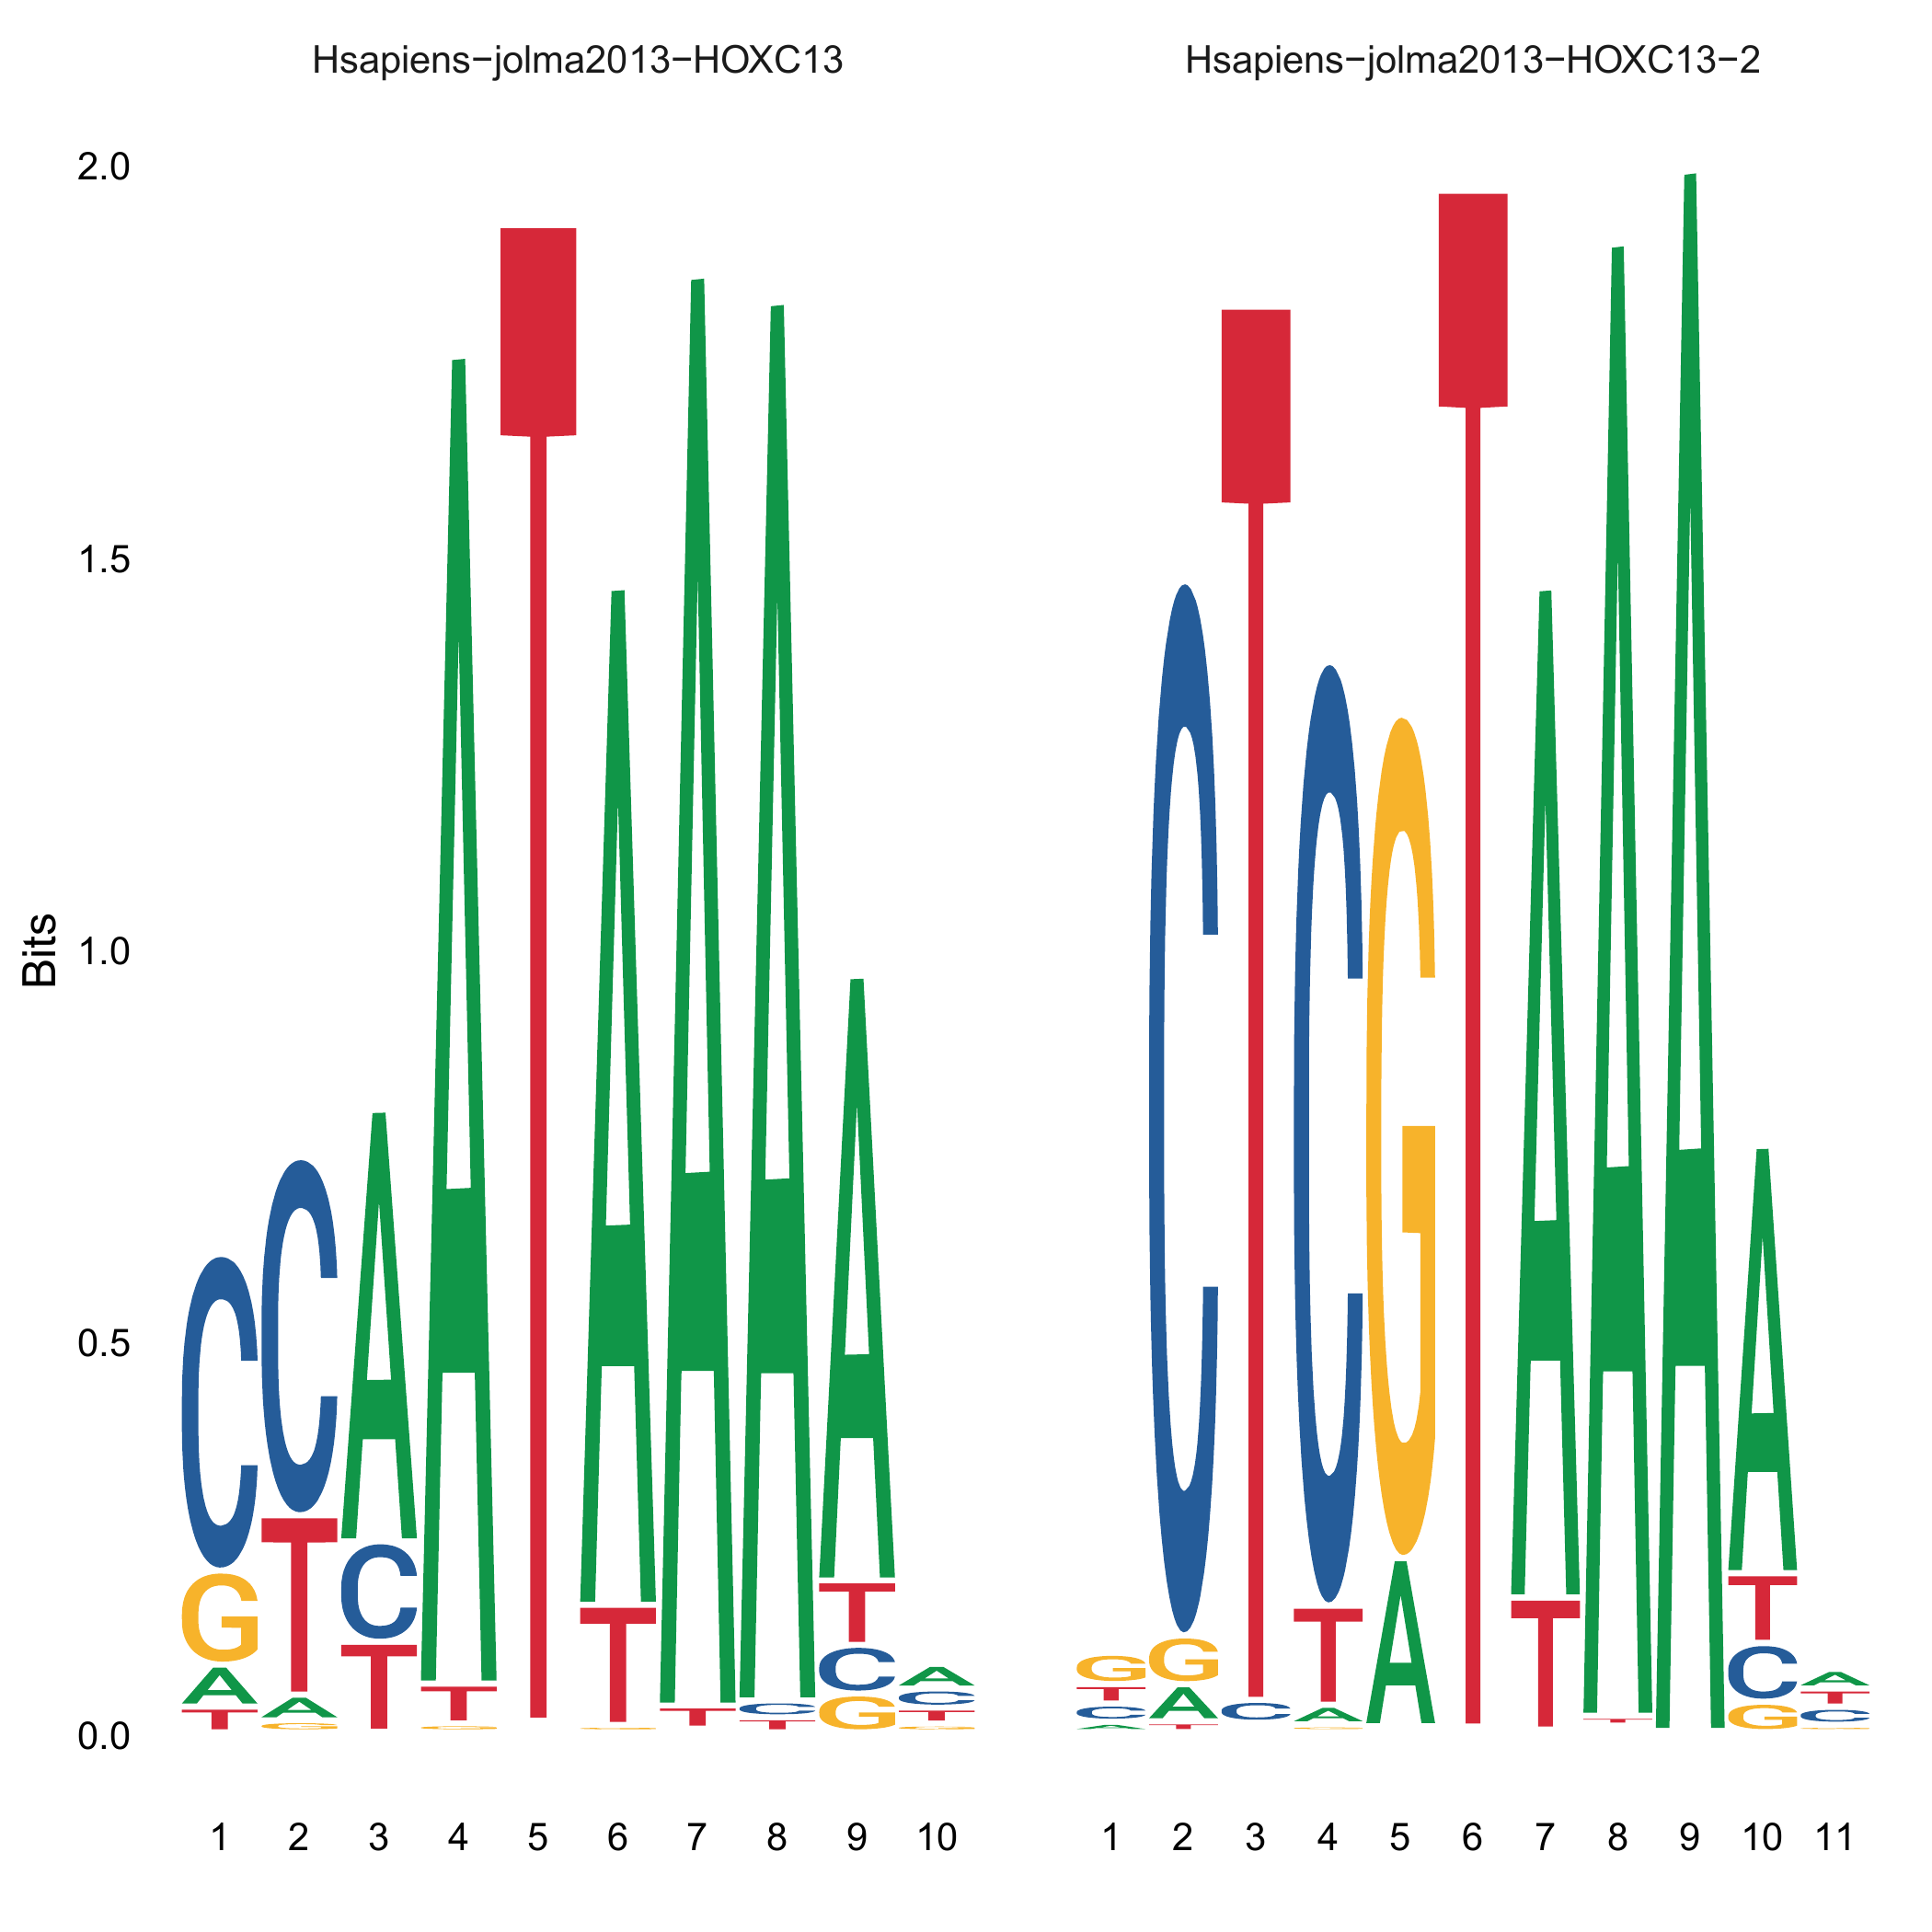 Hsapiens−jolma2013−HOXC13 Hsapiens−jolma2013−HOXC13−2
2.0
1.5
1.0
0.5
0.0
Bits
C C A A T A A A A A
G T C T T T C T C
A A T G G T T C T
T G G G
C T C G T A A A A
G G C T A T T T A
T A A C T
C T C G C
A G
1 2 3 4 5 6 7 8 9 10 1 2 3 4 5 6 7 8 9 10 11